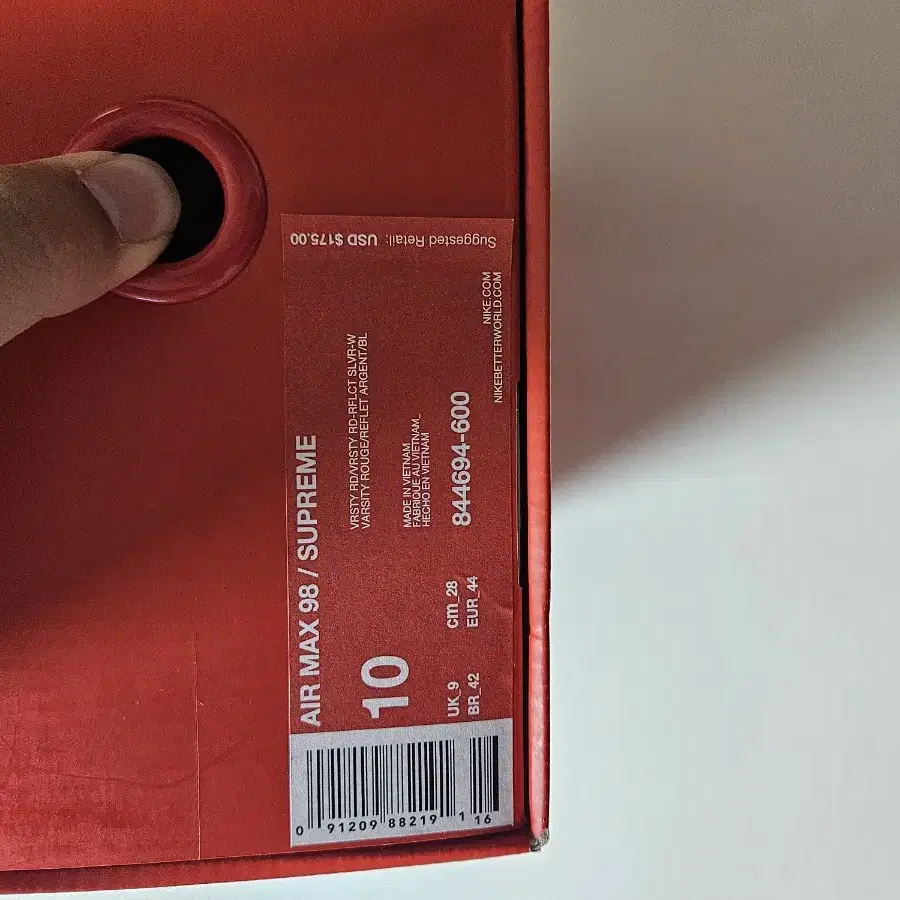 Suggested Retail: USD $175.00
AIR MAX 98 / SUPREME
10
VRSTY RD/VRSTY RD-RFLCT SLVR-W
VARSITY ROUGE/REFLET ARGENT/BL
MADE IN VIETNAM
FABRIQUE AU VIETNAM_
HECHO EN VIETNAM
UK_9 cm_28
BR_42 EUR_44
844694-600
NIKE.COM
NIKEBETTERWORLD.COM
0 91209 88219 1 16